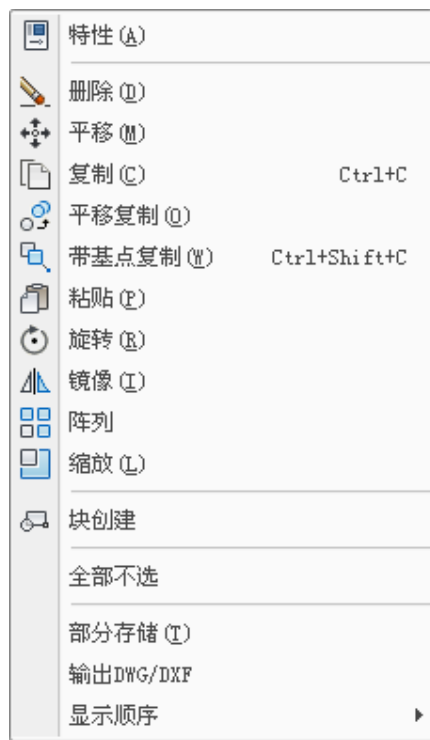 特性(A)
删除(D)
平移(M)
复制(C) Ctrl+C
平移复制(O)
带基点复制(W) Ctrl+Shift+C
粘贴(P)
旋转(R)
镜像(I)
阵列
缩放(L)
块创建
全部不选
部分存储(T)
输出DWG/DXF
显示顺序